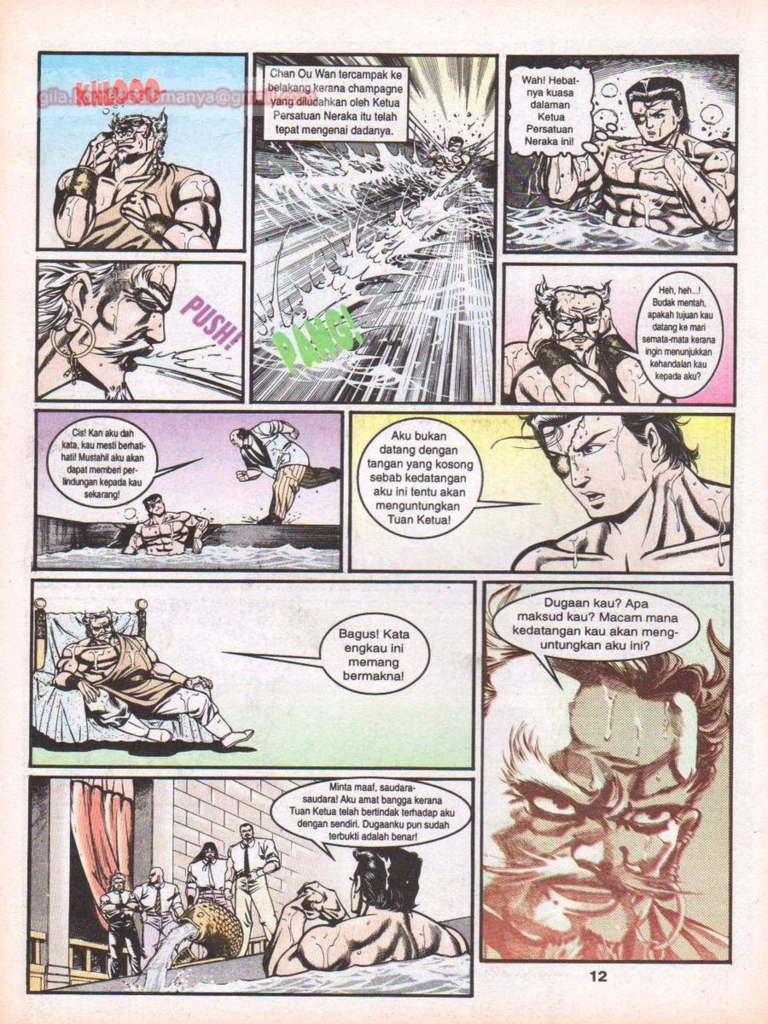 KHLOOO-
Chan Ou Wan tercampak ke
belakang kerana champagne
yang diludahkan oleh Ketua
Persatuan Neraka itu telah
tepat mengenai dadanya.
Wah! Hebat-
nya kuasa
dalaman
Ketua
Persatuan
Neraka ini!
PUSH!
PANG!
Heh, heh...!
Budak mentah,
apakah tujuan kau
datang ke mari
semata-mata kerana
ingin menunjukkan
kehandalan kau
kepada aku?
Cis! Kan aku dah
kata, kau mesti berhati-
hati! Mustahil aku akan
dapat memberi per-
lindungan kepada kau
sekarang!
Aku bukan
datang dengan
tangan yang kosong
sebab kedatangan
aku ini tentu akan
menguntungkan
Tuan Ketua!
Bagus! Kata
engkau ini
memang
bermakna!
Dugaan kau? Apa
maksud kau? Macam mana
kedatangan kau akan meng-
untungkan aku ini?
Minta maaf, saudara-
saudara! Aku amat bangga kerana
Tuan Ketua telah bertindak terhadap aku
dengan sendiri. Dugaanku pun sudah
terbukti adalah benar!
12